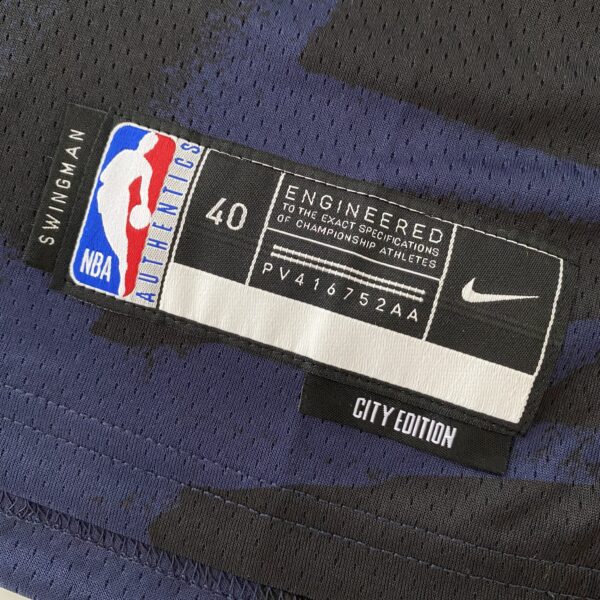 SWINGMAN
NBA
AUTHENTICS
40
ENGINEERED
TO THE EXACT SPECIFICATIONS
OF CHAMPIONSHIP ATHLETES
PV416752AA
CITY EDITION